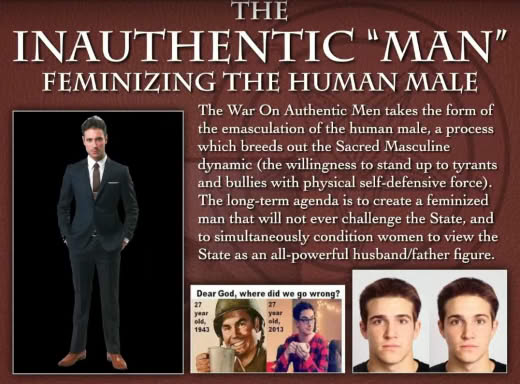 THE
INAUTHENTIC “MAN”
FEMINIZING THE HUMAN MALE
The War On Authentic Men takes the form of
the emasculation of the human male, a process
which breeds out the Sacred Masculine
dynamic (the willingness to stand up to tyrants
and bullies with physical self-defensive force).
The long-term agenda is to create a feminized
man that will not ever challenge the State, and
to simultaneously condition women to view the
State as an all-powerful husband/father figure.
Dear God, where did we go wrong?
27
year
old,
1943
27
year
old,
2013